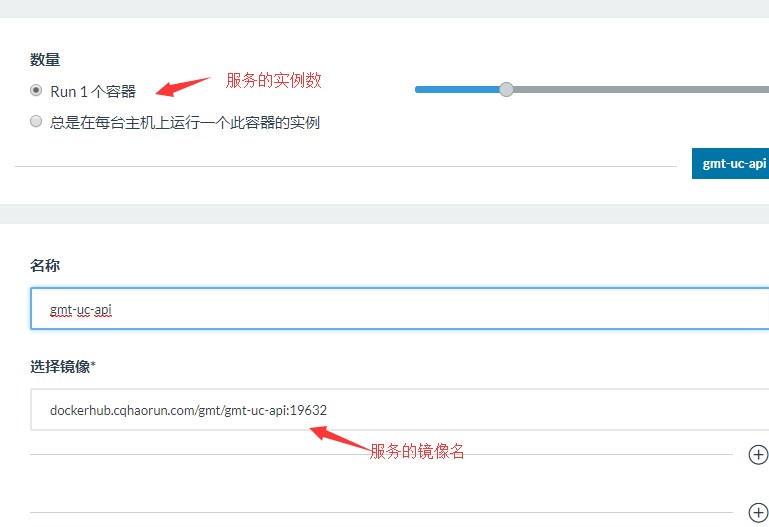 数量
Run 1 个容器
服务的实例数
总是在每台主机上运行一个此容器的实例
gmt-uc-api
名称
gmt-uc-api
选择镜像*
dockerhub.cqhaorun.com/gmt/gmt-uc-api:19632
服务的镜像名